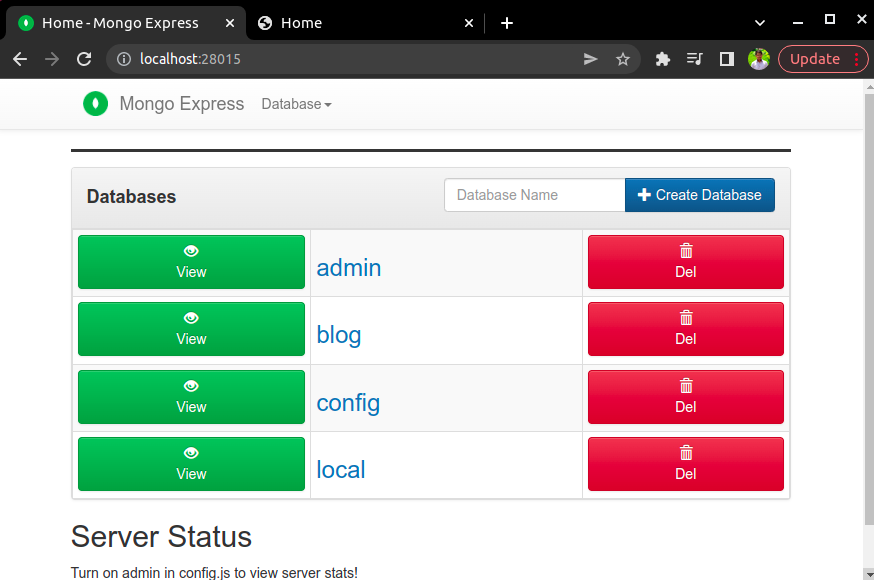 Home - Mongo Express
Home
localhost:28015
Update
Mongo Express
Database
Databases
Database Name
Create Database
View
admin
Del
View
blog
Del
View
config
Del
View
local
Del
Server Status
Turn on admin in config.js to view server stats!